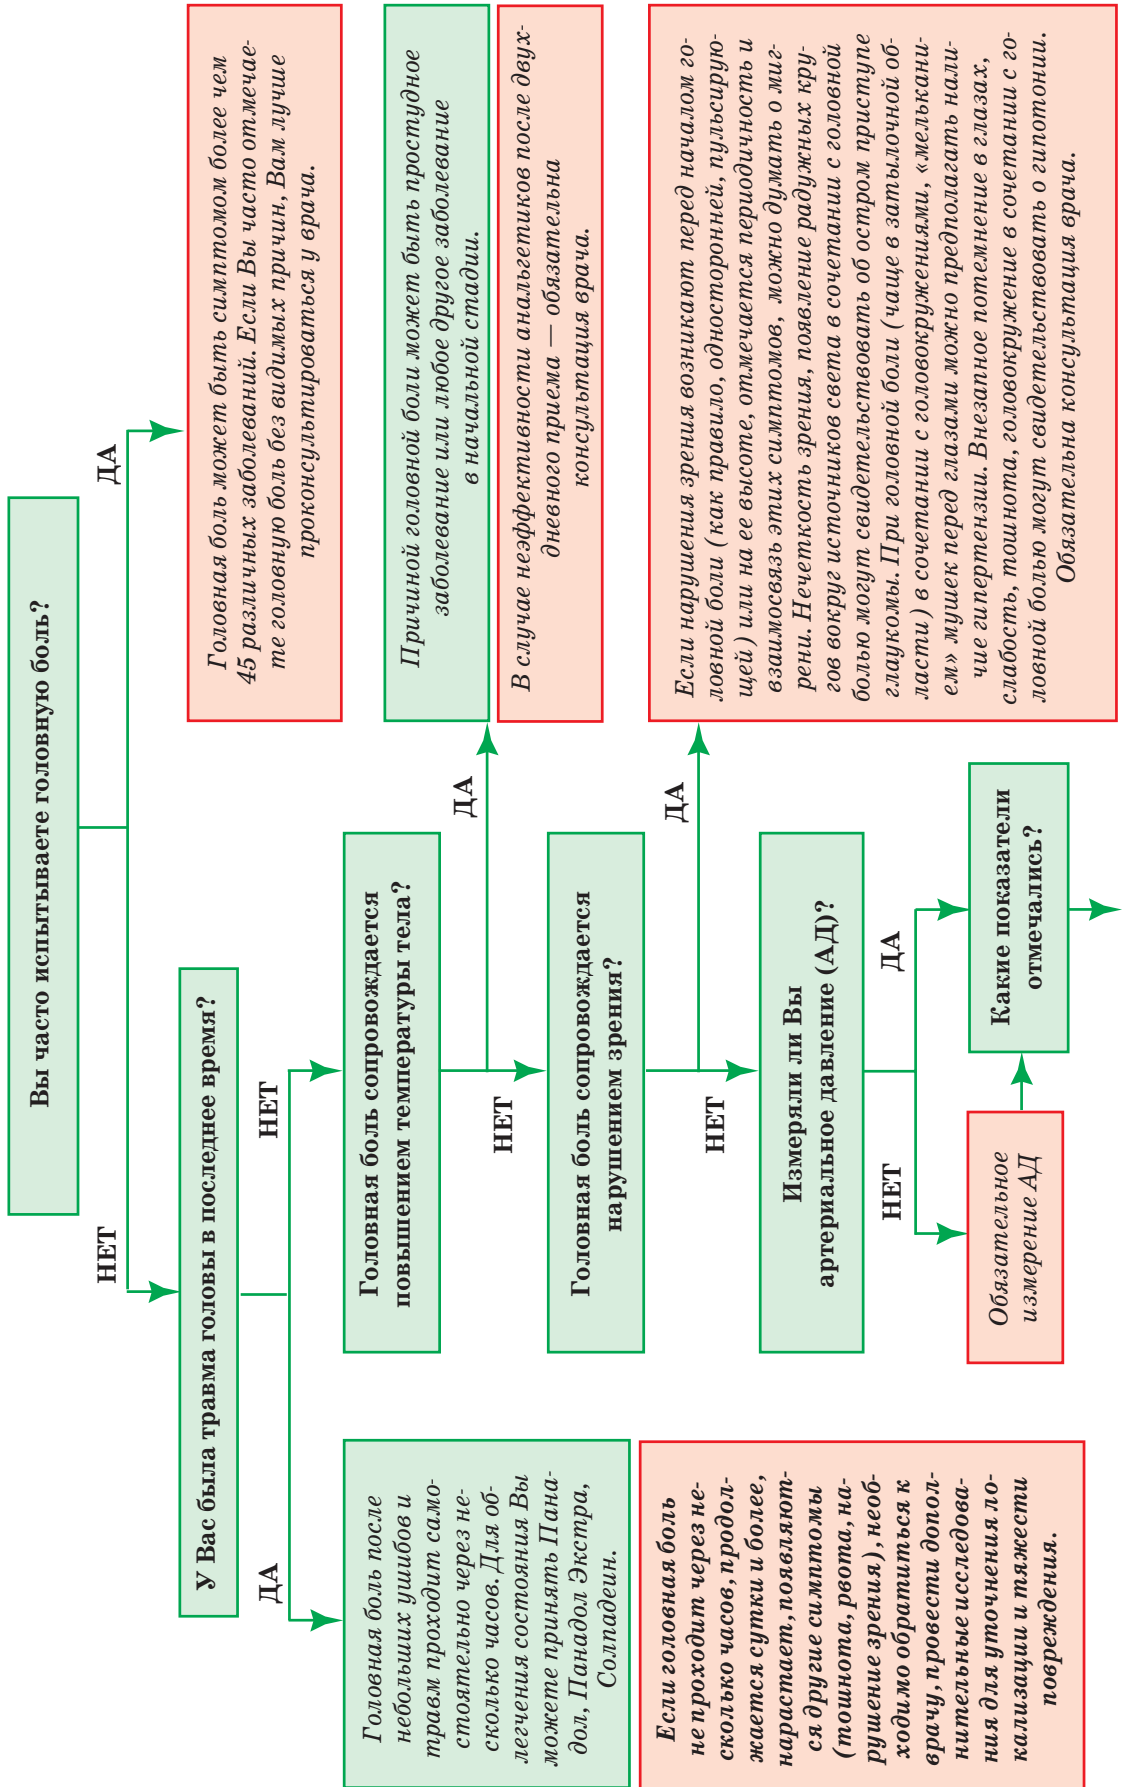 Вы часто испытываете головную боль?
НЕТ
ДА
У Вас была травма головы в последнее время?
Головная боль может быть симптомом более чем
45 различных заболеваний. Если Вы часто отмечае-
те головную боль без видимых причин, Вам лучше
проконсультироваться у врача.
ДА
НЕТ
Головная боль после
небольших ушибов и
травм проходит само-
стоятельно через не-
сколько часов. Для об-
легчения состояния Вы
можете принять Пана-
дол, Панадол Экстра,
Солпадеин.
Если головная боль
не проходит через не-
сколько часов, продол-
жается сутки и более,
нарастает, появляют-
ся другие симптомы
(тошнота, рвота, на-
рушение зрения), необ-
ходимо обратиться к
врачу, провести допол-
нительные исследова-
ния для уточнения ло-
кализации и тяжести
повреждения.
Головная боль сопровождается
повышением температуры тела?
ДА
НЕТ
Причиной головной боли может быть простудное
заболевание или любое другое заболевание
в начальной стадии.
В случае неэффективности анальгетиков после двух-
дневного приема — обязательна
консультация врача.
Головная боль сопровождается
нарушением зрения?
ДА
НЕТ
Если нарушения зрения возникают перед началом го-
ловной боли (как правило, односторонней, пульсирую-
щей) или на ее высоте, отмечается периодичность и
взаимосвязь этих симптомов, можно думать о миг-
рени. Нечеткость зрения, появление радужных кру-
гов вокруг источников света в сочетании с головной
болью могут свидетельствовать об остром приступе
глаукомы. При головной боли (чаще в затылочной об-
ласти) в сочетании с головокружениями, «мелькани-
ем» мушек перед глазами можно предполагать нали-
чие гипертензии. Внезапное потемнение в глазах,
слабость, тошнота, головокружение в сочетании с го-
ловной болью могут свидетельствовать о гипотонии.
Обязательна консультация врача.
Измеряли ли Вы
артериальное давление (АД)?
НЕТ
ДА
Обязательное
измерение АД
Какие показатели
отмечались?